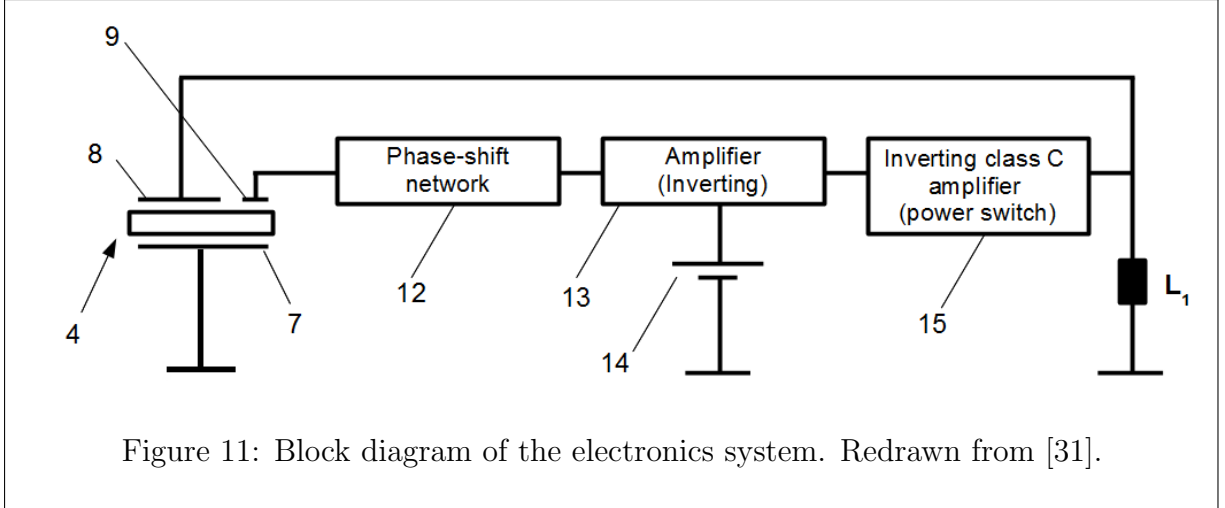 9
8
Phase-shift
network
Amplifier
(Inverting)
Inverting class C
amplifier
(power switch)
4
7
12
13
14
15
L1
Figure 11: Block diagram of the electronics system. Redrawn from [31].